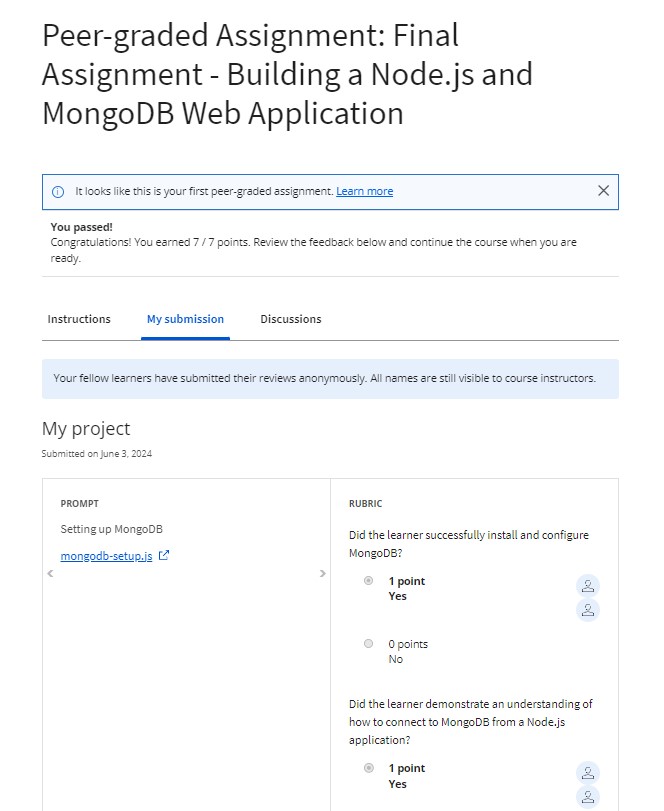 Peer-graded Assignment: Final
Assignment - Building a Node.js and
MongoDB Web Application
It looks like this is your first peer-graded assignment. Learn more
You passed!
Congratulations! You earned 7 / 7 points. Review the feedback below and continue the course when you are
ready.
Instructions
My submission
Discussions
Your fellow learners have submitted their reviews anonymously. All names are still visible to course instructors.
My project
Submitted on June 3, 2024
PROMPT
Setting up MongoDB
mongodb-setup.js
RUBRIC
Did the learner successfully install and configure
MongoDB?
1 point
Yes
0 points
No
Did the learner demonstrate an understanding of
how to connect to MongoDB from a Node.js
application?
1 point
Yes